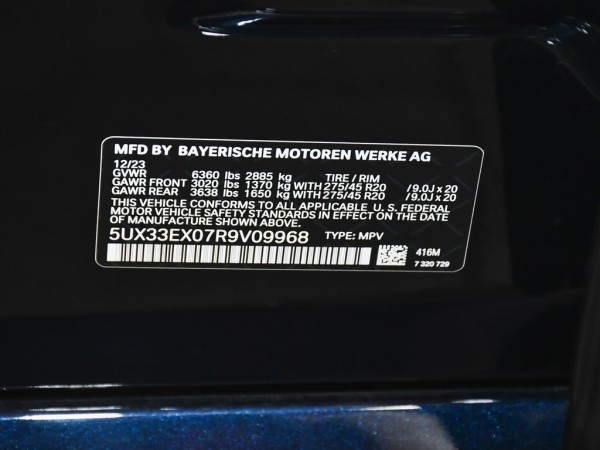 MFD BY BAYERISCHE MOTOREN WERKE AG
12/23
GVWR 6360 lbs 2885 kg TIRE / RIM
GAWR FRONT 3020 lbs 1370 kg WITH 275/45 R20 / 9.0J x 20
GAWR REAR 3638 lbs 1650 kg WITH 275/45 R20 / 9.0J x 20
THIS VEHICLE CONFORMS TO ALL APPLICABLE U.S. FEDERAL
MOTOR VEHICLE SAFETY STANDARDS IN EFFECT ON THE DATE
OF MANUFACTURE SHOWN ABOVE.
5UX33EX07R9V09968 TYPE: MPV
416M
7 320 729